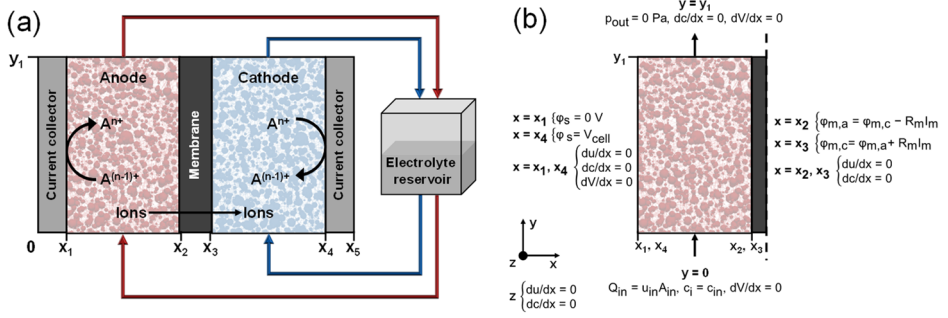 (a)
y₁
Current collector
Anode
Aⁿ⁺
A⁽ⁿ⁻¹⁾⁺
Ions
Membrane
Cathode
Aⁿ⁺
A⁽ⁿ⁻¹⁾⁺
Ions
Current collector
Electrolyte
reservoir
0
x₁
x₂
x₃
x₄
x₅
(b)
y = y₁
pₒᵤₜ = 0 Pa, dc/dx = 0, dV/dx = 0
y₁
x = x₁ {φₛ = 0 V
x = x₄ {φₛ = V_cell
x = x₁, x₄ { du/dx = 0
dc/dx = 0
dV/dx = 0
x = x₂ {φm,a = φm,c − RmIm
x = x₃ {φm,c = φm,a + RmIm
x = x₂, x₃ { du/dx = 0
dc/dx = 0
x₁, x₄
x₂, x₃
y
z
x
y = 0
Qᵢₙ = uᵢₙAᵢₙ, cᵢ = cᵢₙ, dV/dx = 0
z { du/dx = 0
dc/dx = 0